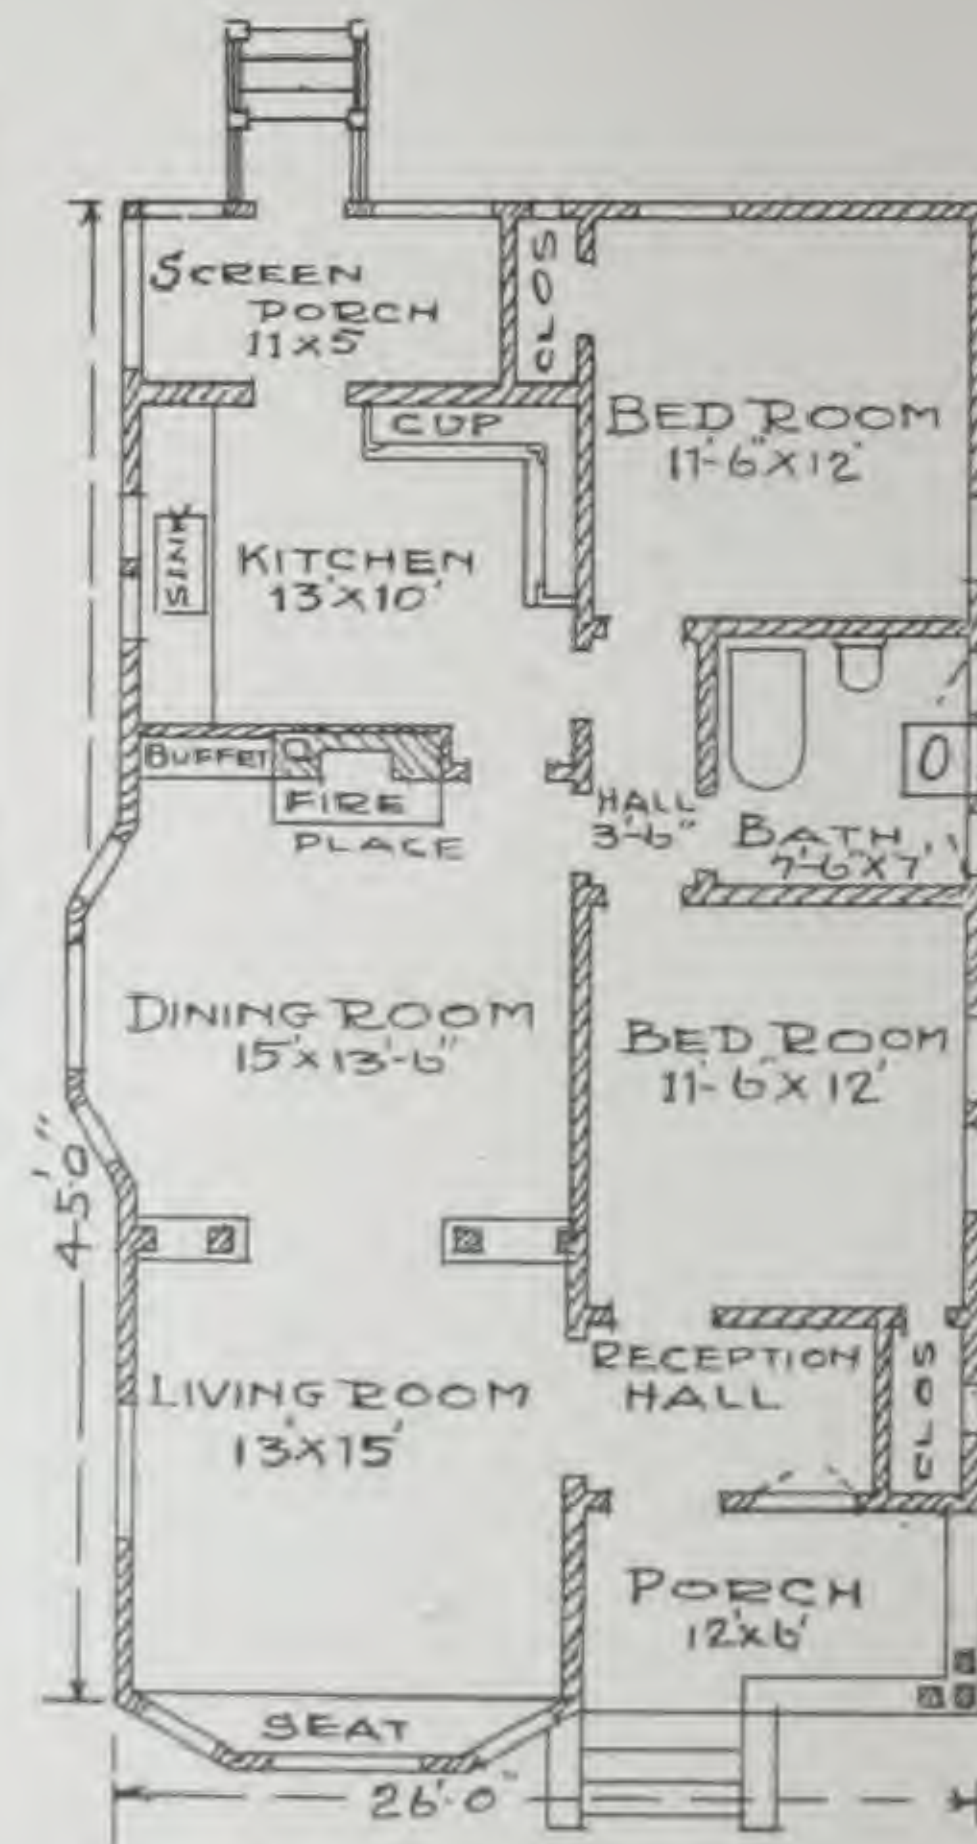 SCREEN
PORCH
11 X 5
CLOS
BED ROOM
11'-6" X 12'
CUP
SINK
KITCHEN
13' X 10'
BUFFET
FIRE
PLACE
HALL
3'-6"
BATH
7'-6" X 7'
DINING ROOM
15' X 13'-6"
BED ROOM
11'-6" X 12'
45'-0"
RECEPTION
HALL
CLOS
LIVING ROOM
13' X 15'
PORCH
12' X 6'
SEAT
26'-0"